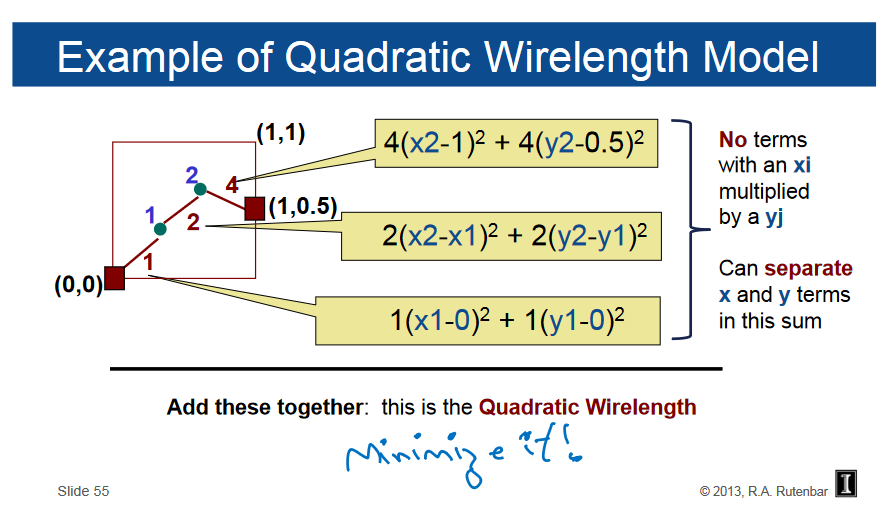 Example of Quadratic Wirelength Model
(1,1)
4(x2-1)² + 4(y2-0.5)²
2
4
(1,0.5)
1
2
2(x2-x1)² + 2(y2-y1)²
1
(0,0)
1(x1-0)² + 1(y1-0)²
No terms
with an xi
multiplied
by a yj
Can separate
x and y terms
in this sum
Add these together: this is the Quadratic Wirelength
Minimize it!
Slide 55
© 2013, R.A. Rutenbar
I